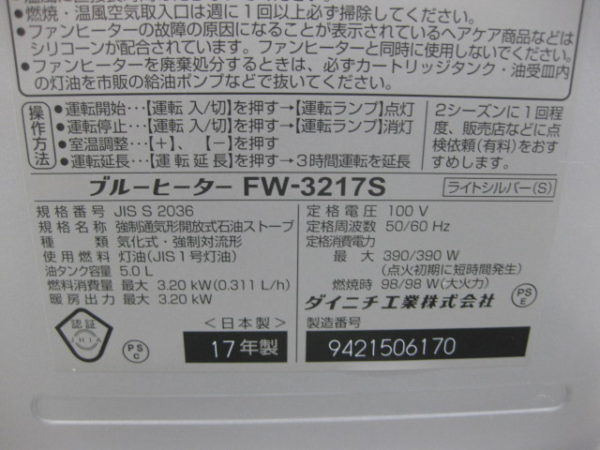 ●燃焼・温風空気取入口は週に1回以上必ず掃除してください。
●ファンヒーターの故障の原因になることが表示されているヘアケア商品などは
シリコーンが配合されています。ファンヒーターと同時に使用しないでください。
●ファンヒーターを廃棄処分するときは、必ずカートリッジタンク・油受皿内
の灯油を市販の給油ポンプなどで抜いてください。
操作方法
●運転開始…【運転 入/切】を押す→【運転ランプ】点灯
●運転停止…【運転 入/切】を押す→【運転ランプ】消灯
●室温調整…【+】、【-】を押す
●運転延長…【運転延長】を押す→3時間運転を延長
2シーズンに1回程
度、販売店などに点
検依頼(有料)をおす
すめします。
ブルーヒーター FW-3217S
ライトシルバー(S)
規格番号 JIS S 2036
規格名称 強制通気形開放式石油ストーブ
種類 気化式・強制対流形
使用燃料 灯油(JIS1号灯油)
油タンク容量 5.0 L
燃料消費量 最大 3.20 kW(0.311 L/h)
暖房出力 最大 3.20 kW
定格電圧 100 V
定格周波数 50/60 Hz
定格消費電力
最大 390/390 W
(点火初期に短時間発生)
燃焼時 98/98 W(大火力)
ダイニチ工業株式会社
PS
E
認証
JHIA
PS
C
<日本製>
17年製
製造番号
9421506170